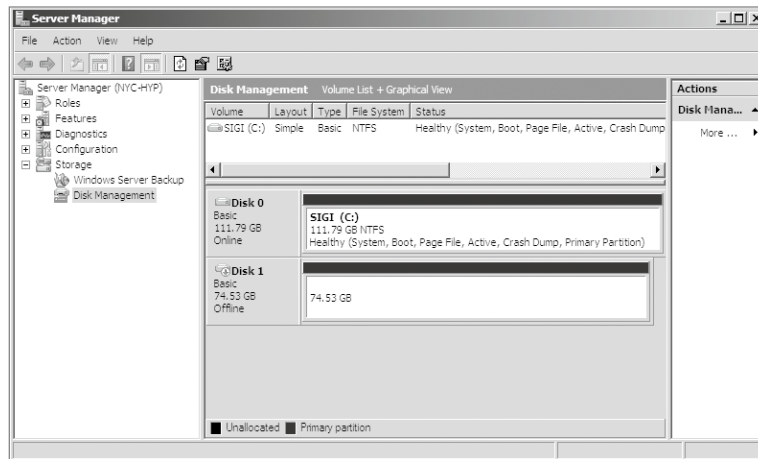 Server Manager
File Action View Help
Server Manager (NYC-HYP)
Roles
Features
Diagnostics
Configuration
Storage
Windows Server Backup
Disk Management
Disk Management Volume List + Graphical View
Volume Layout Type File System Status
SIGI (C:) Simple Basic NTFS Healthy (System, Boot, Page File, Active, Crash Dump
Disk 0
Basic
111.79 GB
Online
SIGI (C:)
111.79 GB NTFS
Healthy (System, Boot, Page File, Active, Crash Dump, Primary Partition)
Disk 1
Basic
74.53 GB
Offline
74.53 GB
Unallocated Primary partition
Actions
Disk Mana...
More ...